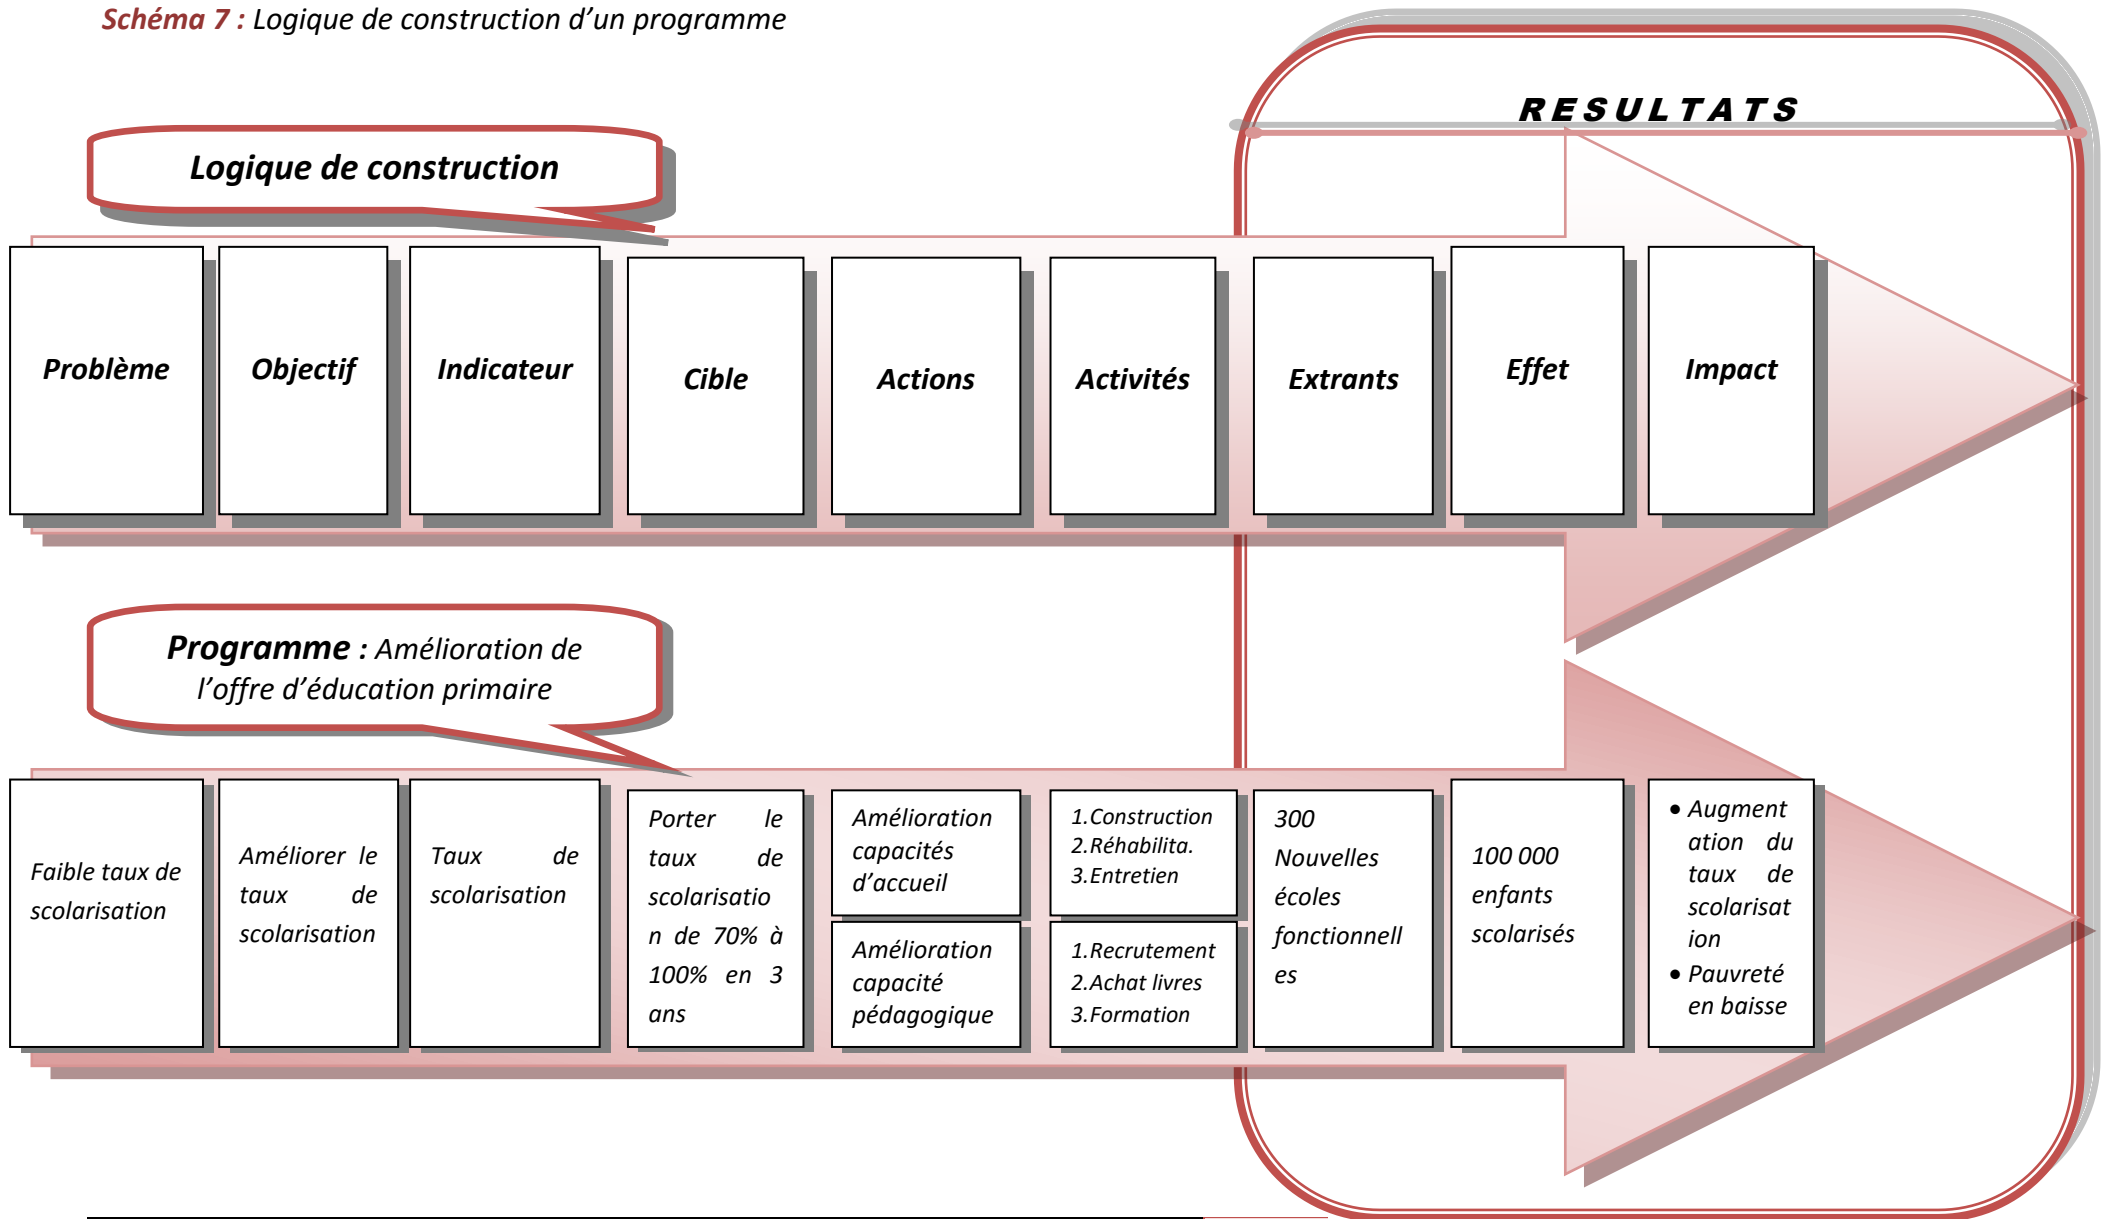 Schéma 7 : Logique de construction d’un programme
RESULTATS
Logique de construction
Problème
Objectif
Indicateur
Cible
Actions
Activités
Extrants
Effet
Impact
Programme : Amélioration de
l’offre d’éducation primaire
Faible taux de
scolarisation
Améliorer le
taux de
scolarisation
Taux de
scolarisation
Porter le
taux de
scolarisatio
n de 70% à
100% en 3
ans
Amélioration
capacités
d’accueil
Amélioration
capacité
pédagogique
1.Construction
2.Réhabilita.
3.Entretien
1.Recrutement
2.Achat livres
3.Formation
300
Nouvelles
écoles
fonctionnell
es
100 000
enfants
scolarisés
• Augment
ation du
taux de
scolarisat
ion
• Pauvreté
en baisse